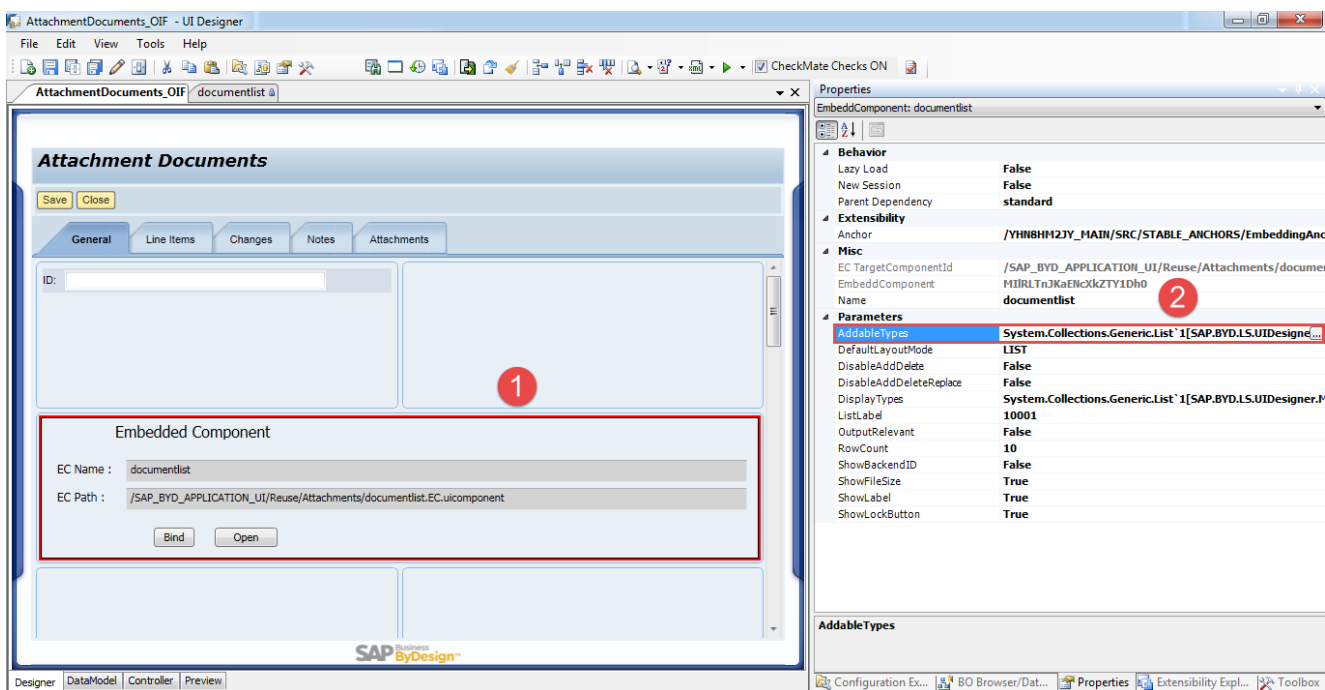 AttachmentDocuments_OIF - UI Designer
File Edit View Tools Help
CheckMate Checks ON
AttachmentDocuments_OIF documentlist
Attachment Documents
Save Close
General Line Items Changes Notes Attachments
ID:
1
Embedded Component
EC Name : documentlist
EC Path : /SAP_BYD_APPLICATION_UI/Reuse/Attachments/documentlist.EC.uicomponent
Bind Open
SAP Business ByDesign
Designer DataModel Controller Preview
Properties
EmbeddComponent: documentlist
Behavior
Lazy Load False
New Session False
Parent Dependency standard
Extensibility
Anchor /YHN8HM2JY_MAIN/SRC/STABLE_ANCHORS/EmbeddingAnc
Misc
EC TargetComponentId /SAP_BYD_APPLICATION_UI/Reuse/Attachments/documen
EmbeddComponent
Name documentlist
2
Parameters
AddableTypes System.Collections.Generic.List`1[SAP.BYD.LS.UIDesigne ...
DefaultLayoutMode LIST
DisableAddDelete False
DisableAddDeleteReplace False
DisplayTypes System.Collections.Generic.List`1[SAP.BYD.LS.UIDesigner.M
ListLabel 10001
OutputRelevant False
RowCount 10
ShowBackendID False
ShowFileSize True
ShowLabel True
ShowLockButton True
AddableTypes
Configuration Ex... BO Browser/Dat... Properties Extensibility Expl... Toolbox